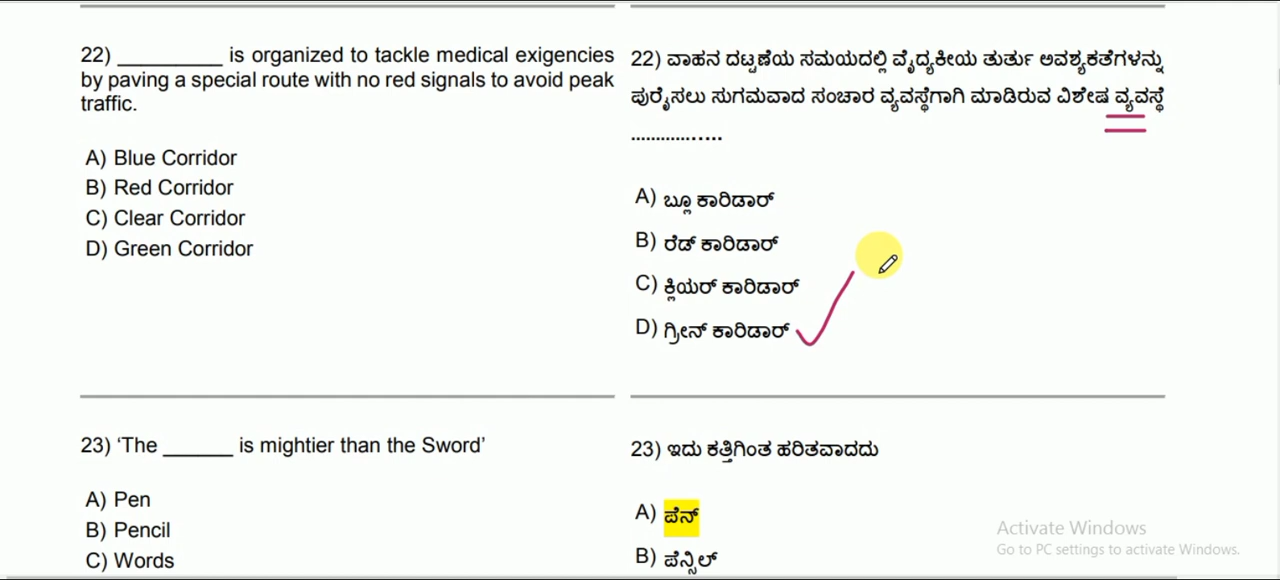 22) _________ is organized to tackle medical exigencies
by paving a special route with no red signals to avoid peak
traffic.
A) Blue Corridor
B) Red Corridor
C) Clear Corridor
D) Green Corridor
22) ವಾಹನ ದಟ್ಟಣೆಯ ಸಮಯದಲ್ಲಿ ವೈದ್ಯಕೀಯ ತುರ್ತು ಅವಶ್ಯಕತೆಗಳನ್ನು
ಪುರೈಸಲು ಸುಗಮವಾದ ಸಂಚಾರ ವ್ಯವಸ್ಥೆಗಾಗಿ ಮಾಡಿರುವ ವಿಶೇಷ ವ್ಯವಸ್ಥೆ
.................
A) ಬ್ಲೂ ಕಾರಿಡಾರ್
B) ರೆಡ್ ಕಾರಿಡಾರ್
C) ಕ್ಲಿಯರ್ ಕಾರಿಡಾರ್
D) ಗ್ರೀನ್ ಕಾರಿಡಾರ್
23) ‘The ______ is mightier than the Sword’
A) Pen
B) Pencil
C) Words
23) ಇದು ಕತ್ತಿಗಿಂತ ಹರಿತವಾದದು
A) ಪೆನ್
B) ಪೆನ್ಸಿಲ್
Activate Windows
Go to PC settings to activate Windows.